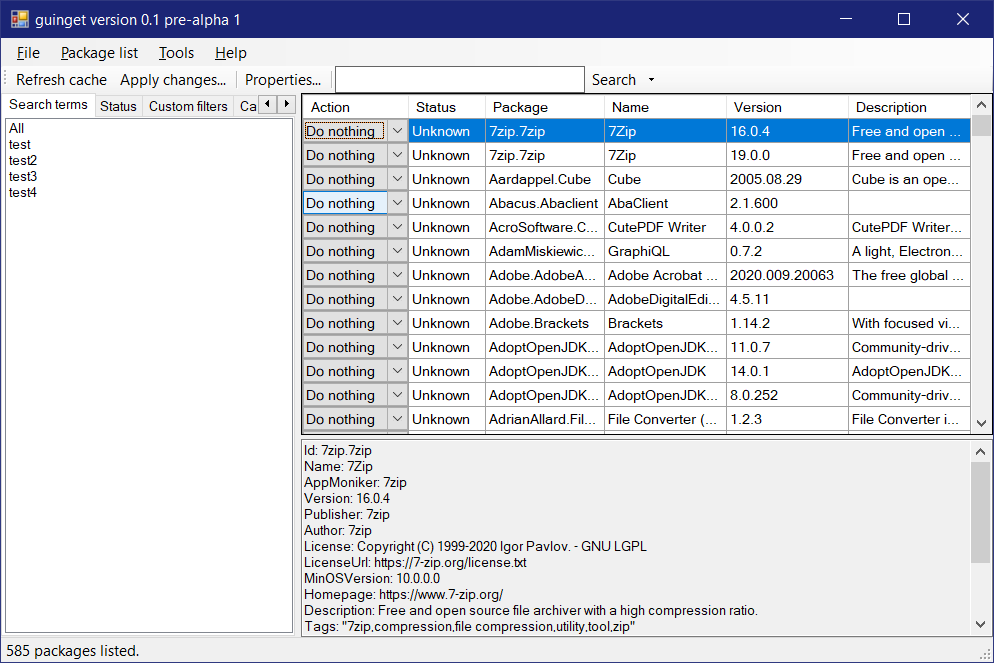 guinget version 0.1 pre-alpha 1
File Package list Tools Help
Refresh cache Apply changes... Properties... Search
Search terms Status Custom filters Ca
All
test
test2
test3
test4
Action Status Package Name Version Description
Do nothing Unknown 7zip.7zip 7Zip 16.0.4 Free and open ...
Do nothing Unknown 7zip.7zip 7Zip 19.0.0 Free and open ...
Do nothing Unknown Aardappel.Cube Cube 2005.08.29 Cube is an ope...
Do nothing Unknown Abacus.Abaclient AbaClient 2.1.600
Do nothing Unknown AcroSoftware.C... CutePDF Writer 4.0.0.2 CutePDF Writer...
Do nothing Unknown AdamMiskiewic... GraphiQL 0.7.2 A light, Electron...
Do nothing Unknown Adobe.AdobeA... Adobe Acrobat ... 2020.009.20063 The free global ...
Do nothing Unknown Adobe.AdobeD... AdobeDigitalEdi... 4.5.11
Do nothing Unknown Adobe.Brackets Brackets 1.14.2 With focused vi...
Do nothing Unknown AdoptOpenJDK... AdoptOpenJDK... 11.0.7 Community-driv...
Do nothing Unknown AdoptOpenJDK... AdoptOpenJDK 14.0.1 AdoptOpenJDK...
Do nothing Unknown AdoptOpenJDK... AdoptOpenJDK... 8.0.252 Community-driv...
Do nothing Unknown AdrianAllard.Fil... File Converter (... 1.2.3 File Converter i...
Id: 7zip.7zip
Name: 7Zip
AppMoniker: 7zip
Version: 16.0.4
Publisher: 7zip
Author: 7zip
License: Copyright (C) 1999-2020 Igor Pavlov. - GNU LGPL
LicenseUrl: https://7-zip.org/license.txt
MinOSVersion: 10.0.0.0
Homepage: https://www.7-zip.org/
Description: Free and open source file archiver with a high compression ratio.
Tags: "7zip,compression,file compression,utility,tool,zip"
585 packages listed.